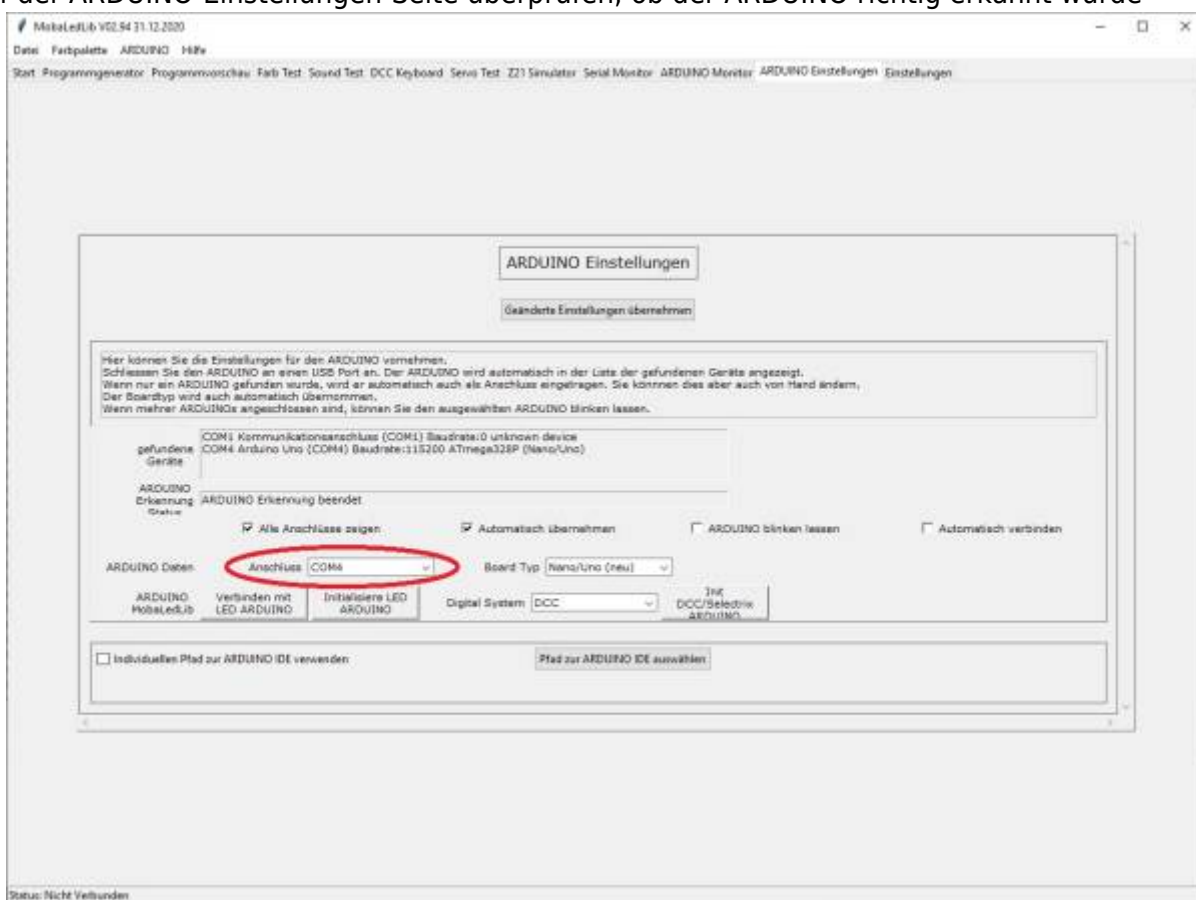 der ARDUINO Einstellungen Seite überprüfen, ob der ARDUINO richtig erkannt wurde
MobaLedLib V02.94 31.12.2020
Datei Farbpalette ARDUINO Hilfe
Start Programmgenerator Programmvorschau Farb Test Sound Test DCC Keyboard Servo Test Z21 Simulator Serial Monitor ARDUINO Monitor ARDUINO Einstellungen Einstellungen
ARDUINO Einstellungen
Geänderte Einstellungen übernehmen
Hier können Sie die Einstellungen für den ARDUINO vornehmen.
Schliessen Sie den ARDUINO an einen USB Port an. Der ARDUINO wird automatisch in der Liste der gefundenen Geräte angezeigt.
Wenn nur ein ARDUINO gefunden wurde, wird er automatisch auch als Anschluss eingetragen. Sie könnnen dies aber auch von Hand ändern.
Der Boardtyp wird auch automatisch übernommen.
Wenn mehrer ARDUINOs angeschlossen sind, können Sie den ausgewählten ARDUINO blinken lassen.
gefundene Geräte
COM1 Kommunikationsanschluss (COM1) Baudrate:0 unknown device
COM4 Arduino Uno (COM4) Baudrate:115200 ATmega328P (Nano/Uno)
ARDUINO Erkennung Status
ARDUINO Erkennung beendet
Alle Anschlüsse zeigen Automatisch übernehmen ARDUINO blinken lassen Automatisch verbinden
ARDUINO Daten Anschluss COM4 Board Typ Nano/Uno (neu)
ARDUINO MobaLedLib
Verbinden mit LED ARDUINO
Initialisiere LED ARDUINO
Digital System DCC
Init DCC/Selectrix ARDUINO
Individuellen Pfad zur ARDUINO IDE verwenden Pfad zur ARDUINO IDE auswählen
Status: Nicht Verbunden